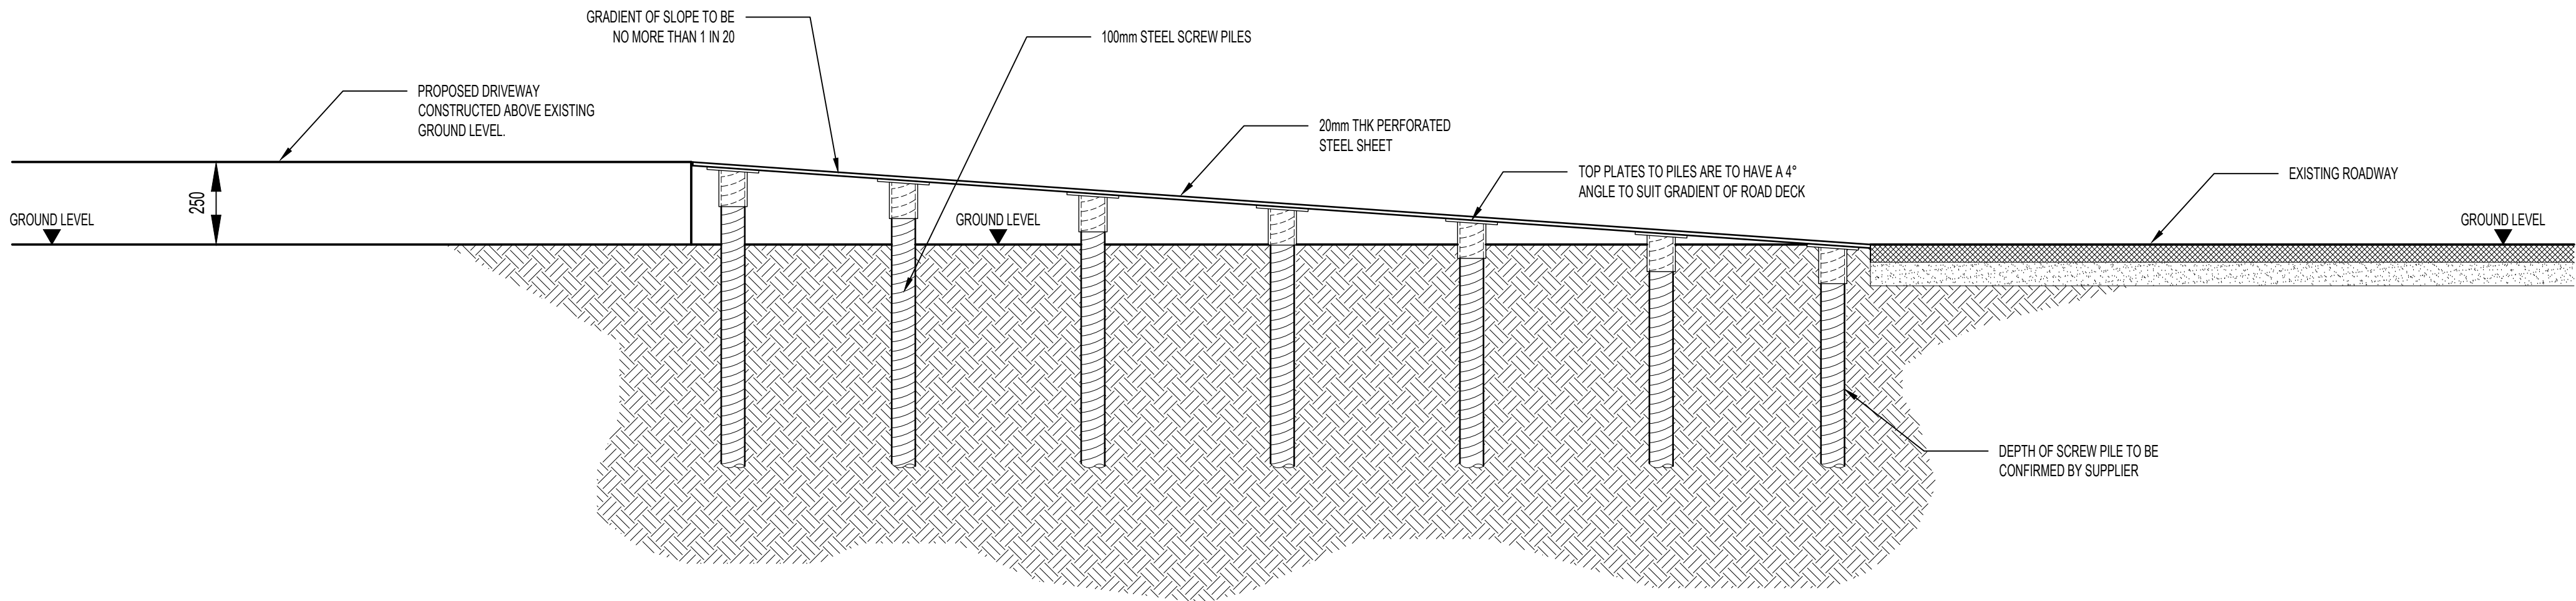 GRADIENT OF SLOPE TO BE
NO MORE THAN 1 IN 20
100mm STEEL SCREW PILES
PROPOSED DRIVEWAY
CONSTRUCTED ABOVE EXISTING
GROUND LEVEL.
20mm THK PERFORATED
STEEL SHEET
TOP PLATES TO PILES ARE TO HAVE A 4°
ANGLE TO SUIT GRADIENT OF ROAD DECK
EXISTING ROADWAY
250
GROUND LEVEL
GROUND LEVEL
GROUND LEVEL
DEPTH OF SCREW PILE TO BE
CONFIRMED BY SUPPLIER